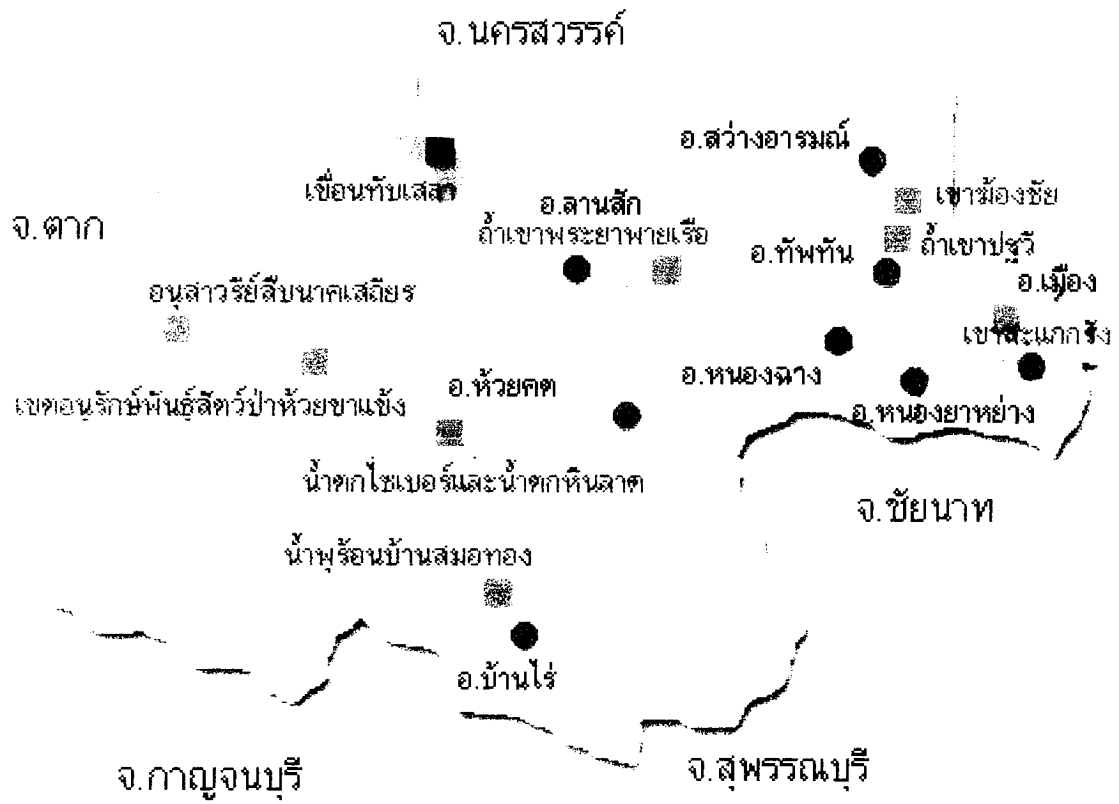 จ.นครสวรรค์
อ.สว่างอารมณ์
เขื่อนทับเสลา
เขาฆ้องชัย
อ.ลานสัก
จ.ตาก
ถ้ำเขาพระยาพายเรือ
อ.ทัพทัน
ถ้ำเขาปฐวี
อ.เมือง
อนุสาวรีย์สืบนาคเสถียร
เขาสะแกกรัง
อ.หนองฉาง
อ.ห้วยคต
เขตอนุรักษ์พันธุ์สัตว์ป่าห้วยขาแข้ง
อ.หนองยาหย่าง
น้ำตกไซเบอร์และน้ำตกหินลาด
จ.ชัยนาท
น้ำพุร้อนบ้านสมอทอง
อ.บ้านไร่
จ.กาญจนบุรี
จ.สุพรรณบุรี